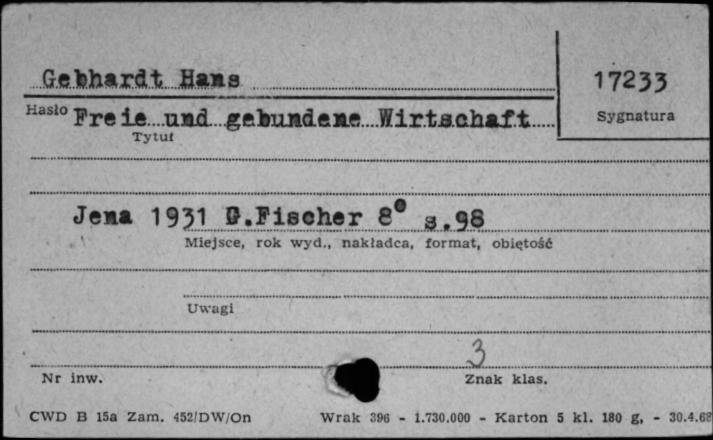 Gebhardt Hans
17233
Hasło Freie und gebundene Wirtschaft
Sygnatura
Tytuł
Jena 1931 G.Fischer 8° s.98
Miejsce, rok wyd., nakładca, format, obiętość
Uwagi
3
Nr inw.
Znak klas.
CWD B 15a Zam. 452/DW/On Wrak 396 - 1.730.000 - Karton 5 kl. 180 g, - 30.4.68